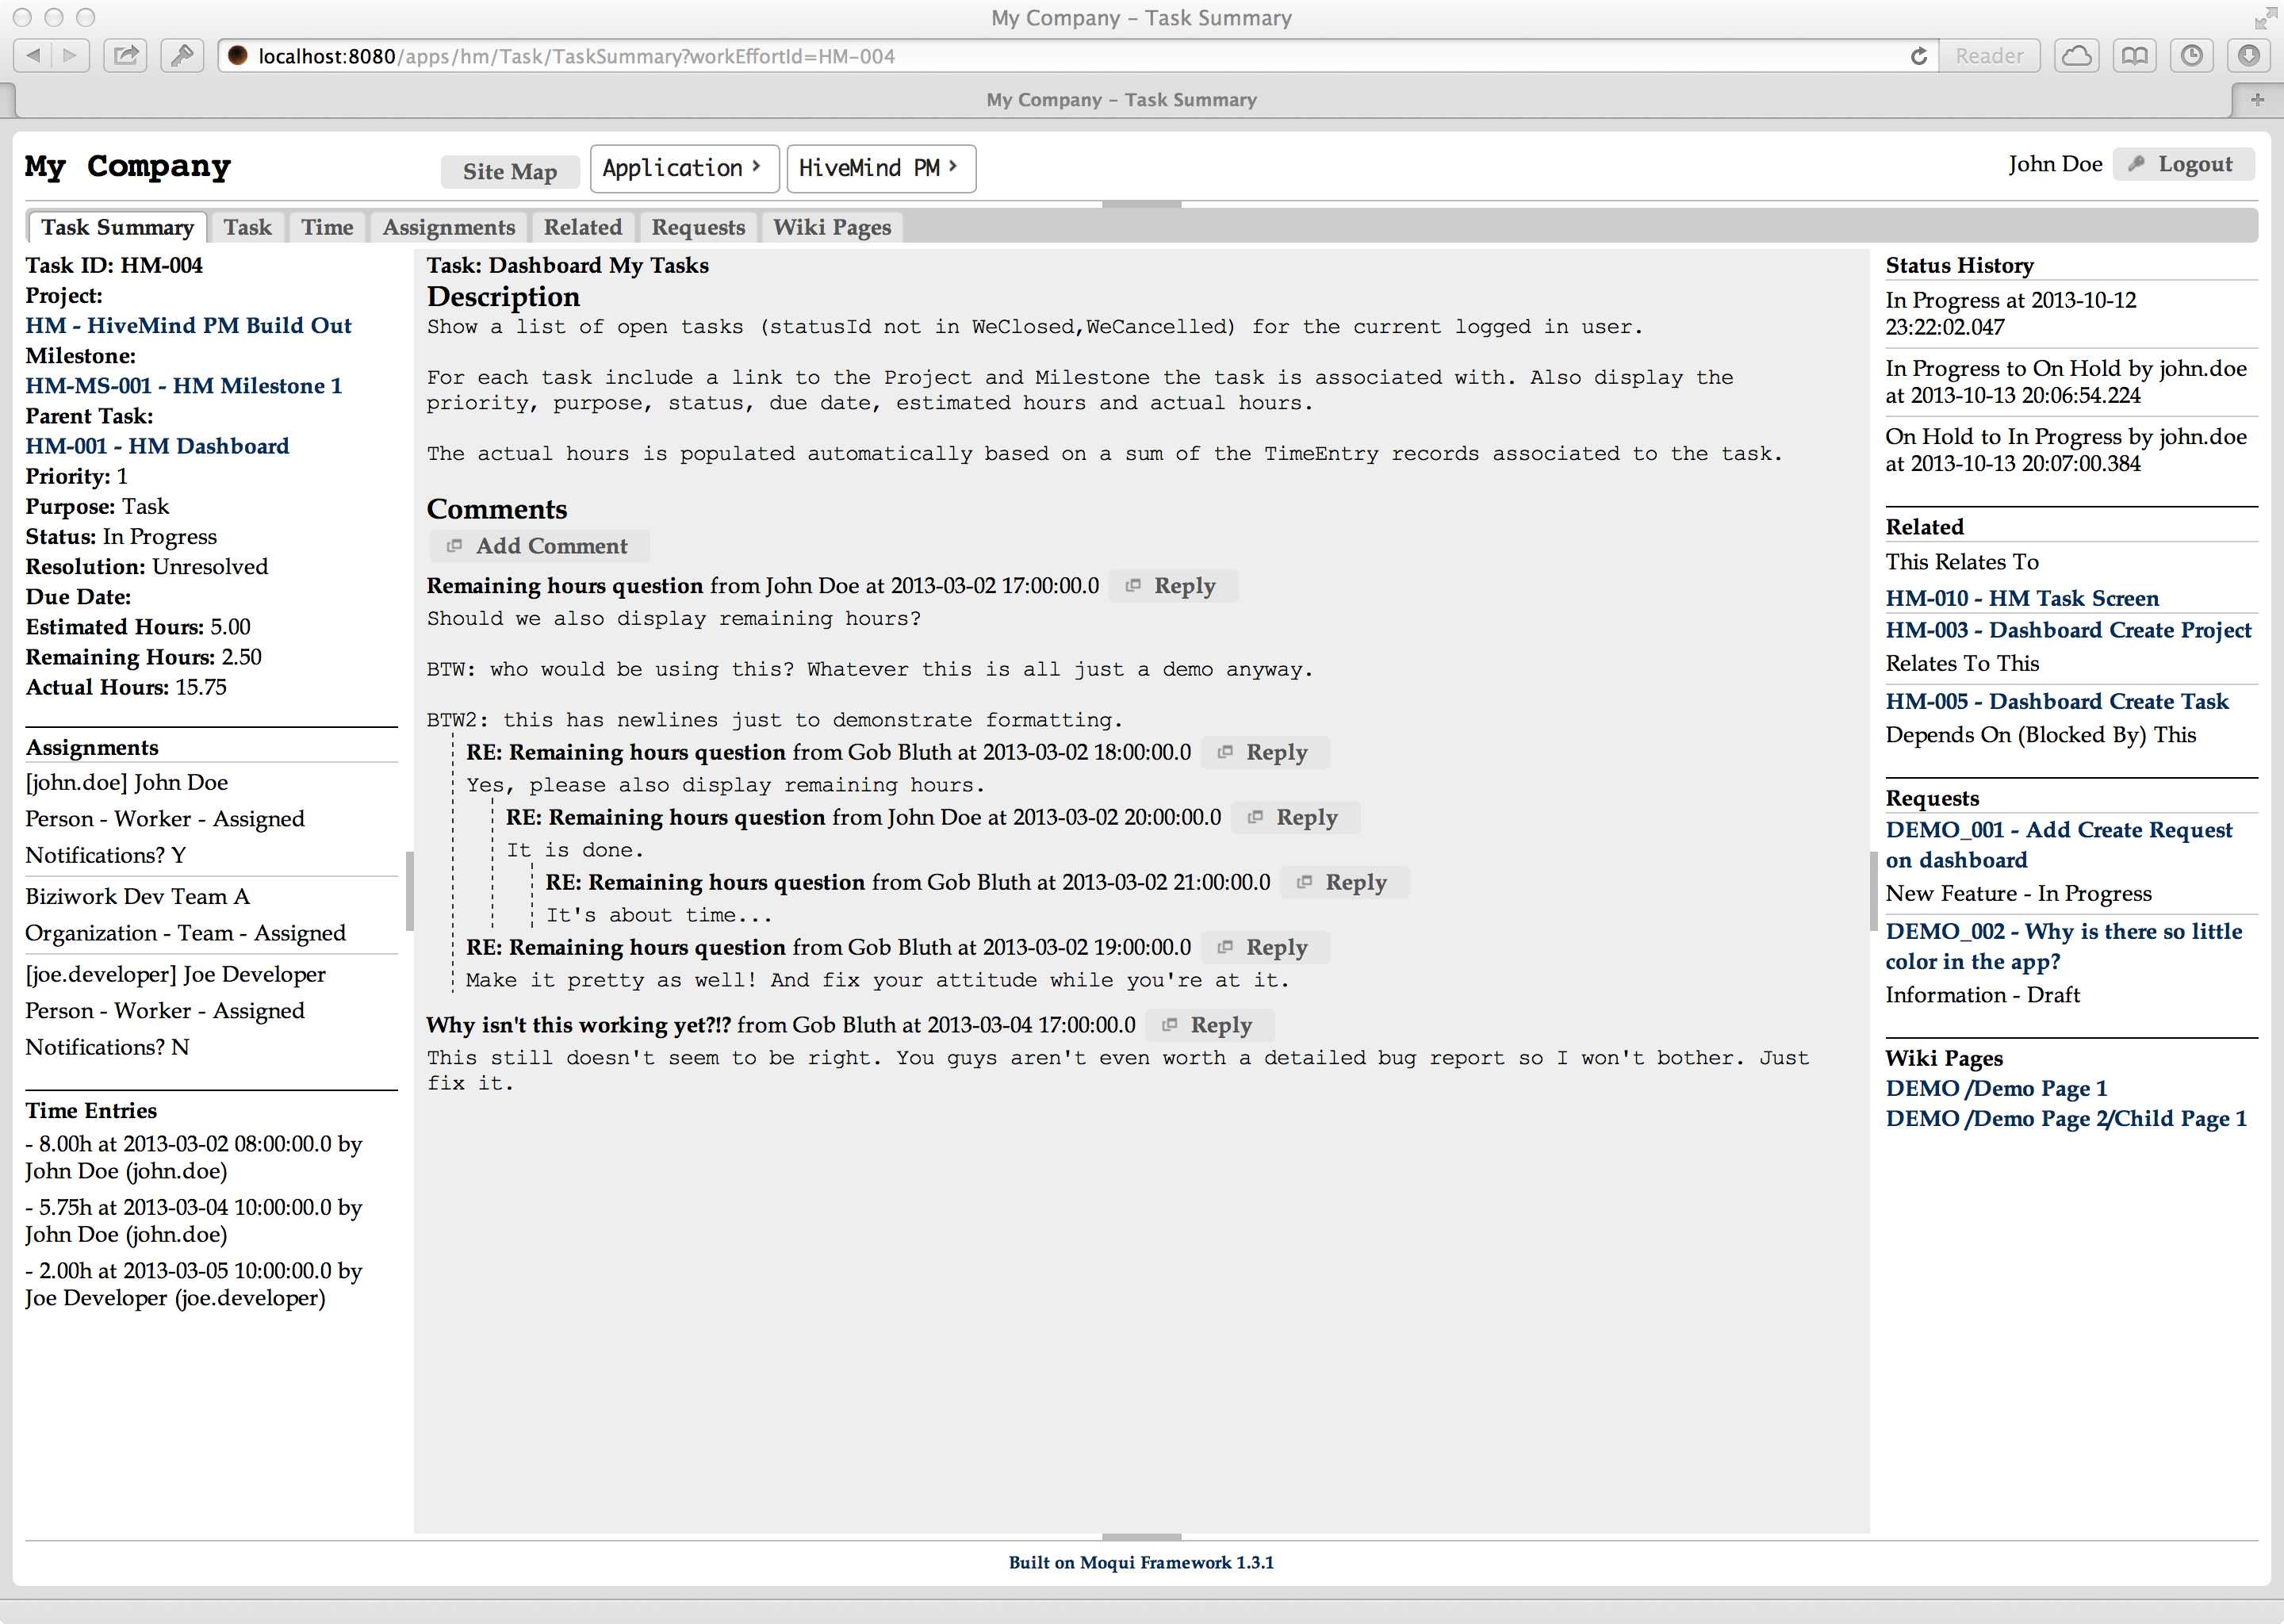 My Company – Task Summary
localhost:8080/apps/hm/Task/TaskSummary?workEffortId=HM-004
Reader
My Company – Task Summary
My Company
Site Map
Application
HiveMind PM
John Doe
Logout
Task Summary
Task
Time
Assignments
Related
Requests
Wiki Pages
Task ID: HM-004
Project:
HM - HiveMind PM Build Out
Milestone:
HM-MS-001 - HM Milestone 1
Parent Task:
HM-001 - HM Dashboard
Priority: 1
Purpose: Task
Status: In Progress
Resolution: Unresolved
Due Date:
Estimated Hours: 5.00
Remaining Hours: 2.50
Actual Hours: 15.75
Assignments
[john.doe] John Doe
Person - Worker - Assigned
Notifications? Y
Biziwork Dev Team A
Organization - Team - Assigned
[joe.developer] Joe Developer
Person - Worker - Assigned
Notifications? N
Time Entries
- 8.00h at 2013-03-02 08:00:00.0 by
John Doe (john.doe)
- 5.75h at 2013-03-04 10:00:00.0 by
John Doe (john.doe)
- 2.00h at 2013-03-05 10:00:00.0 by
Joe Developer (joe.developer)
Task: Dashboard My Tasks
Description
Show a list of open tasks (statusId not in WeClosed,WeCancelled) for the current logged in user.
For each task include a link to the Project and Milestone the task is associated with. Also display the
priority, purpose, status, due date, estimated hours and actual hours.
The actual hours is populated automatically based on a sum of the TimeEntry records associated to the task.
Comments
Add Comment
Remaining hours question from John Doe at 2013-03-02 17:00:00.0 Reply
Should we also display remaining hours?
BTW: who would be using this? Whatever this is all just a demo anyway.
BTW2: this has newlines just to demonstrate formatting.
RE: Remaining hours question from Gob Bluth at 2013-03-02 18:00:00.0 Reply
Yes, please also display remaining hours.
RE: Remaining hours question from John Doe at 2013-03-02 20:00:00.0 Reply
It is done.
RE: Remaining hours question from Gob Bluth at 2013-03-02 21:00:00.0 Reply
It's about time...
RE: Remaining hours question from Gob Bluth at 2013-03-02 19:00:00.0 Reply
Make it pretty as well! And fix your attitude while you're at it.
Why isn't this working yet?!? from Gob Bluth at 2013-03-04 17:00:00.0 Reply
This still doesn't seem to be right. You guys aren't even worth a detailed bug report so I won't bother. Just
fix it.
Status History
In Progress at 2013-10-12
23:22:02.047
In Progress to On Hold by john.doe
at 2013-10-13 20:06:54.224
On Hold to In Progress by john.doe
at 2013-10-13 20:07:00.384
Related
This Relates To
HM-010 - HM Task Screen
HM-003 - Dashboard Create Project
Relates To This
HM-005 - Dashboard Create Task
Depends On (Blocked By) This
Requests
DEMO_001 - Add Create Request
on dashboard
New Feature - In Progress
DEMO_002 - Why is there so little
color in the app?
Information - Draft
Wiki Pages
DEMO /Demo Page 1
DEMO /Demo Page 2/Child Page 1
Built on Moqui Framework 1.3.1